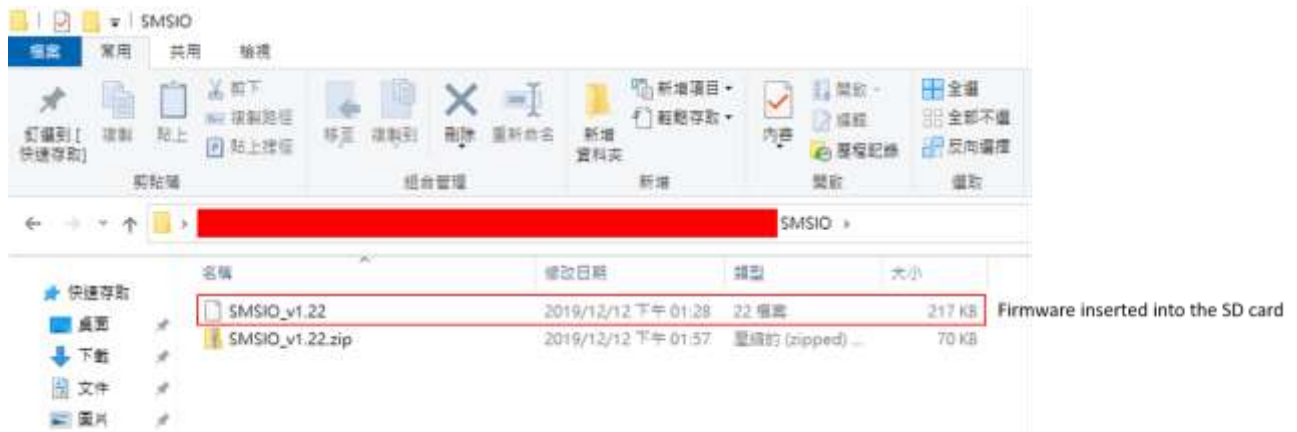 SMSIO
檔案 常用 共用 檢視
釘選到 [快速存取]
複製
貼上
剪下
複製路徑
貼上捷徑
移至
複製到
刪除
重新命名
新增資料夾
新增項目
輕鬆存取
內容
開啟
編輯
歷程記錄
全選
全部不選
反向選擇
剪貼簿 組合管理 新增 開啟 選取
SMSIO
名稱 修改日期 類型 大小
快速存取
桌面
下載
文件
圖片
SMSIO_v1.22 2019/12/12 下午 01:28 22 檔案 217 KB
Firmware inserted into the SD card
SMSIO_v1.22.zip 2019/12/12 下午 01:57 壓縮的 (zipped) ... 70 KB